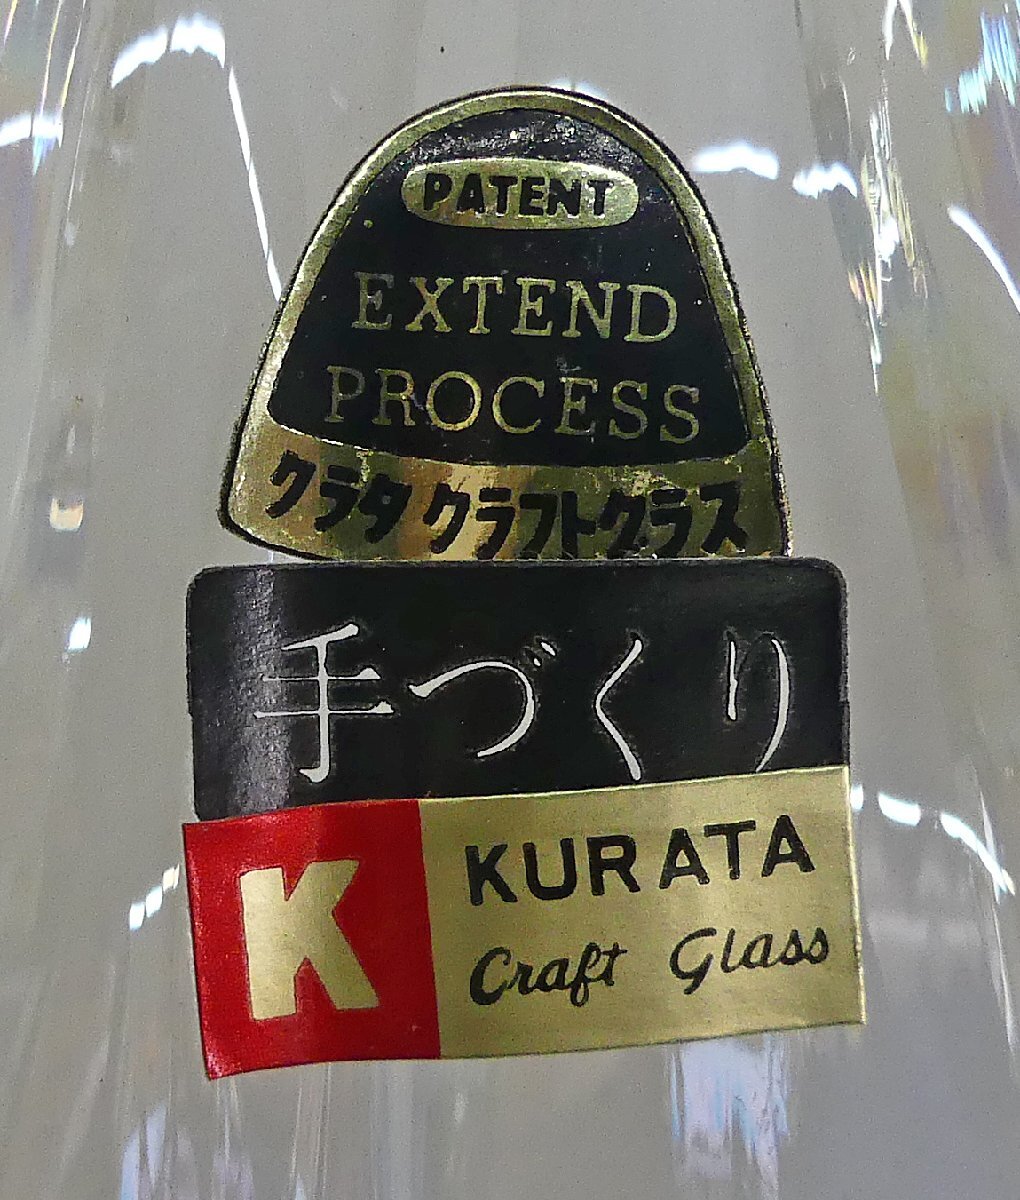 PATENT
EXTEND
PROCESS
クラタ クラフトグラス
手づくり
K
KURATA
Craft Glass